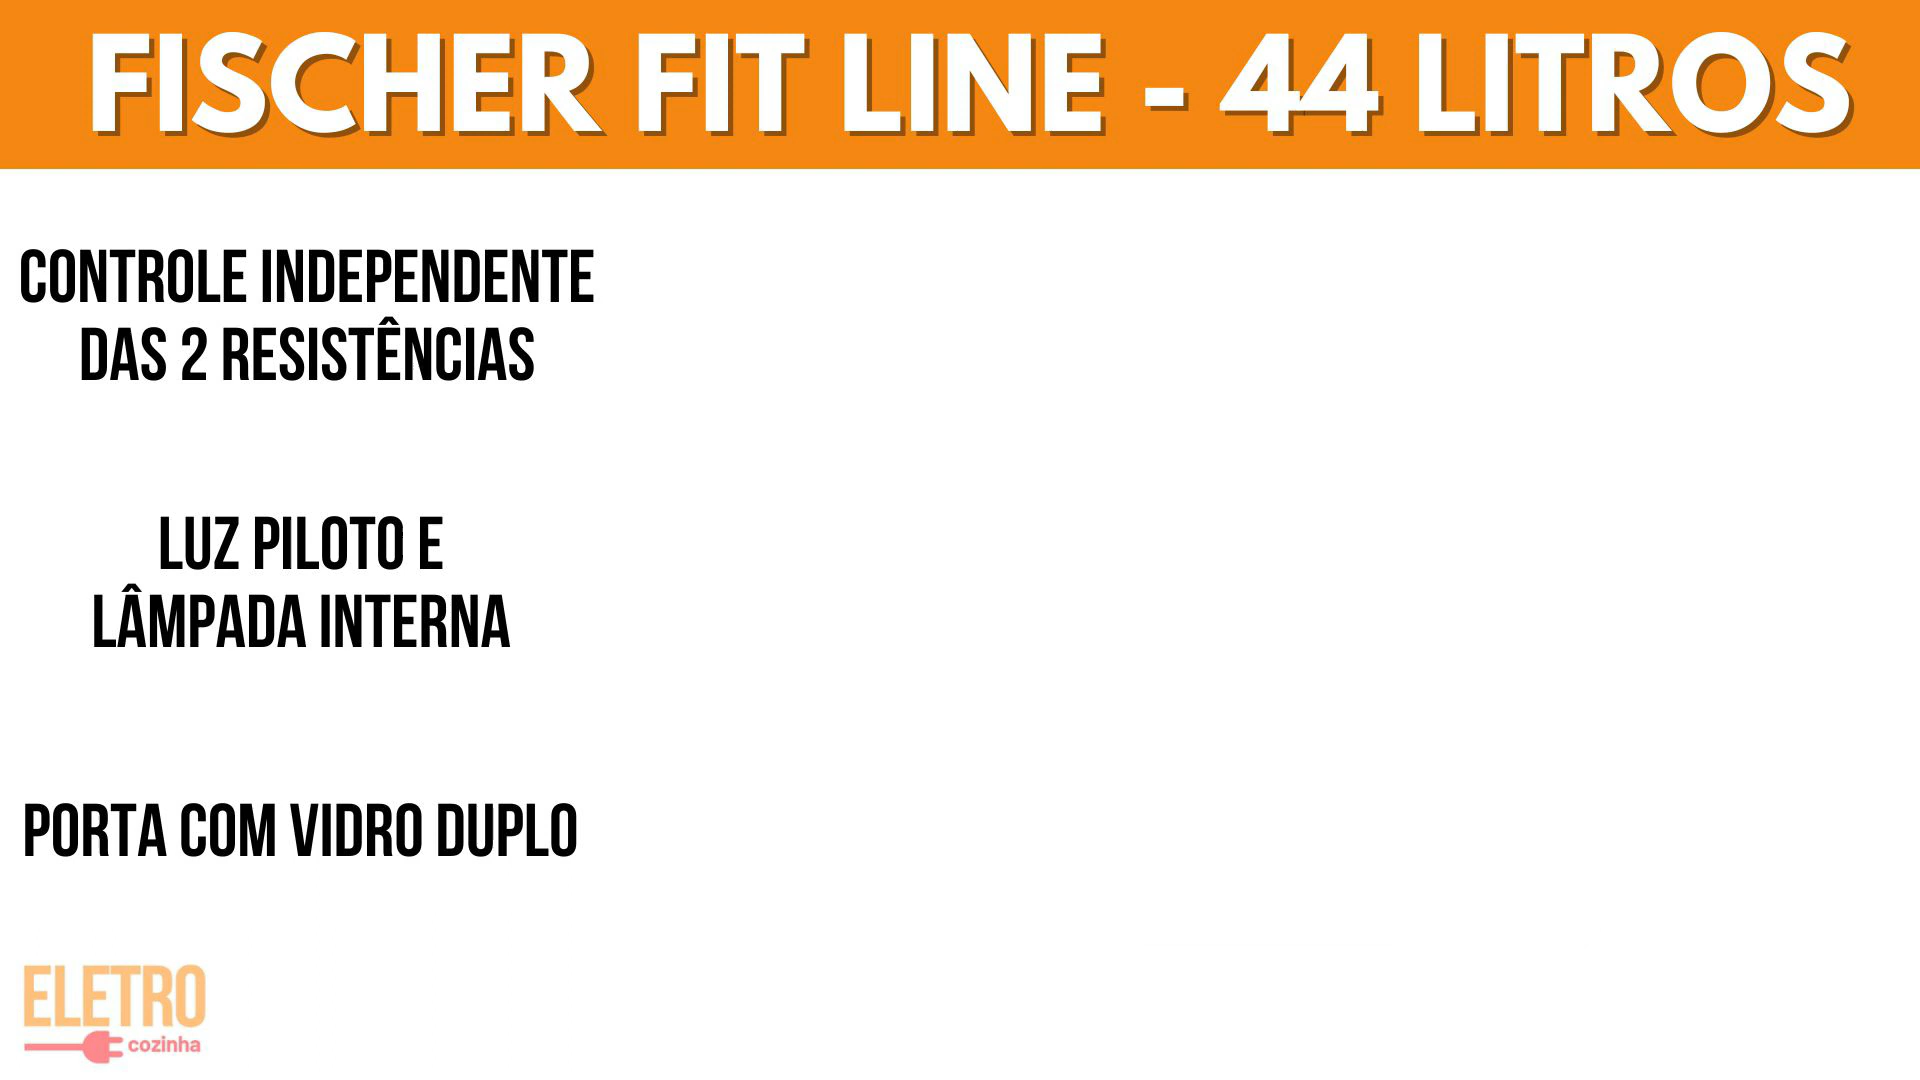 FISCHER FIT LINE - 44 LITROS
CONTROLE INDEPENDENTE
DAS 2 RESISTÊNCIAS
LUZ PILOTO E
LÂMPADA INTERNA
PORTA COM VIDRO DUPLO
ELETRO
cozinha